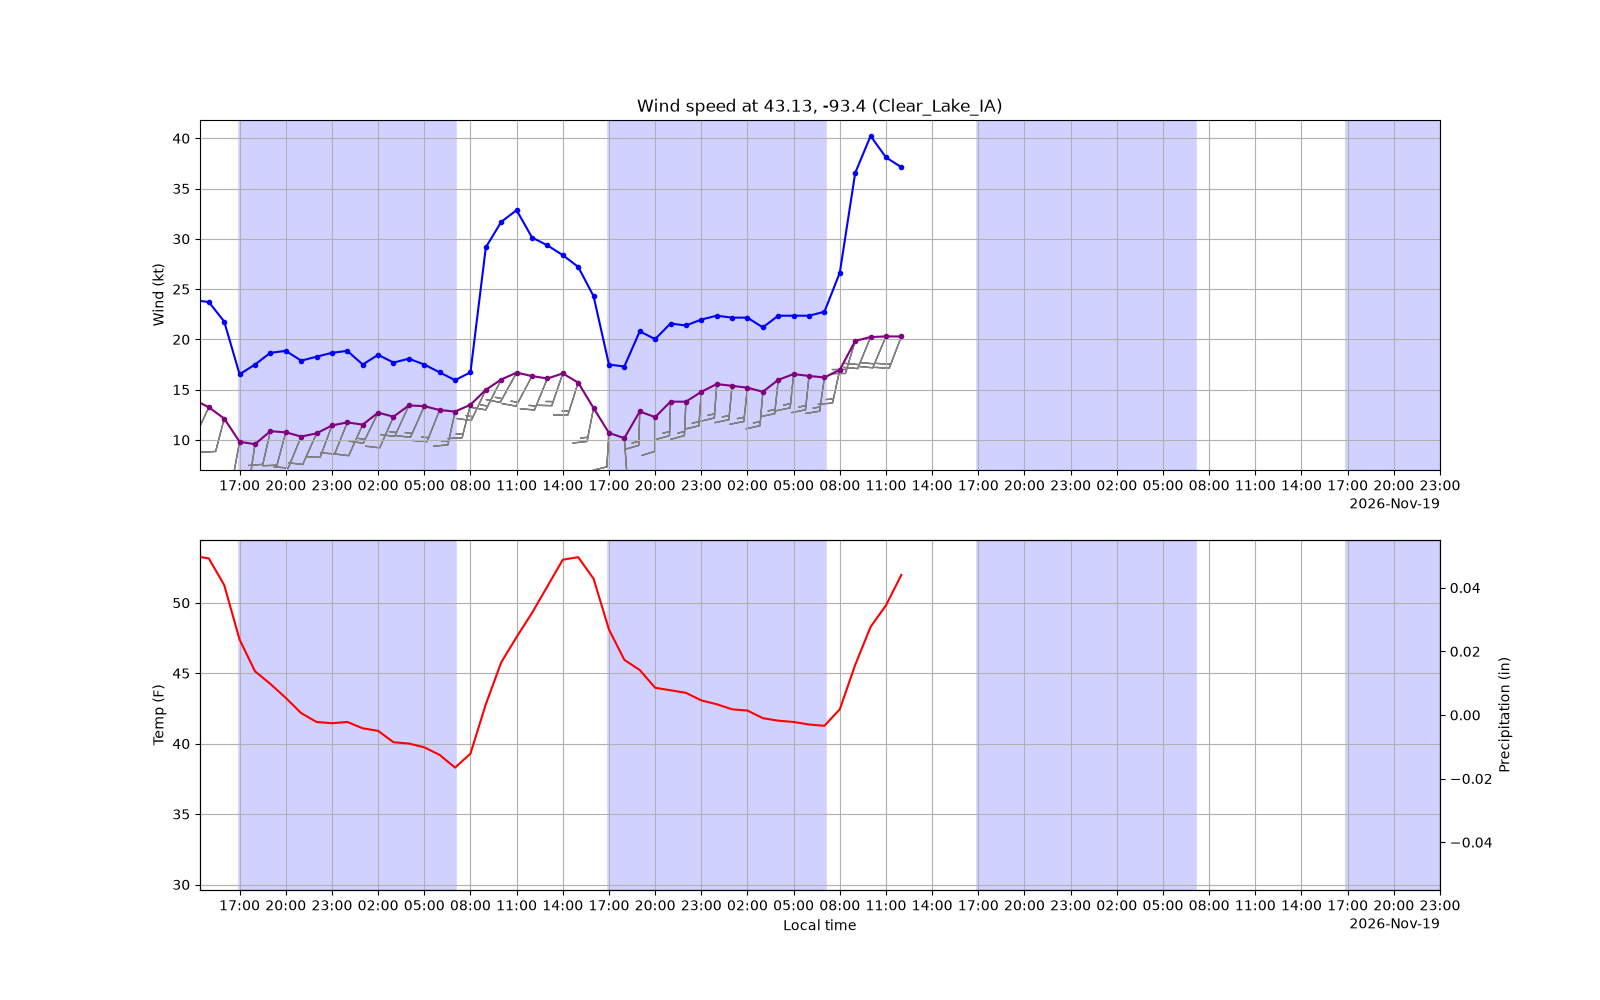 Wind speed at 43.13, -93.4 (Clear_Lake_IA)
Wind (kt)
40
35
30
25
20
15
10
17:00 20:00 23:00 02:00 05:00 08:00 11:00 14:00 17:00 20:00 23:00 02:00 05:00 08:00 11:00 14:00 17:00 20:00 23:00 02:00 05:00 08:00 11:00 14:00 17:00 20:00 23:00
2026-Nov-19
Temp (F)
50
45
40
35
30
0.04
0.02
0.00
−0.02
−0.04
Precipitation (in)
17:00 20:00 23:00 02:00 05:00 08:00 11:00 14:00 17:00 20:00 23:00 02:00 05:00 08:00 11:00 14:00 17:00 20:00 23:00 02:00 05:00 08:00 11:00 14:00 17:00 20:00 23:00
Local time
2026-Nov-19